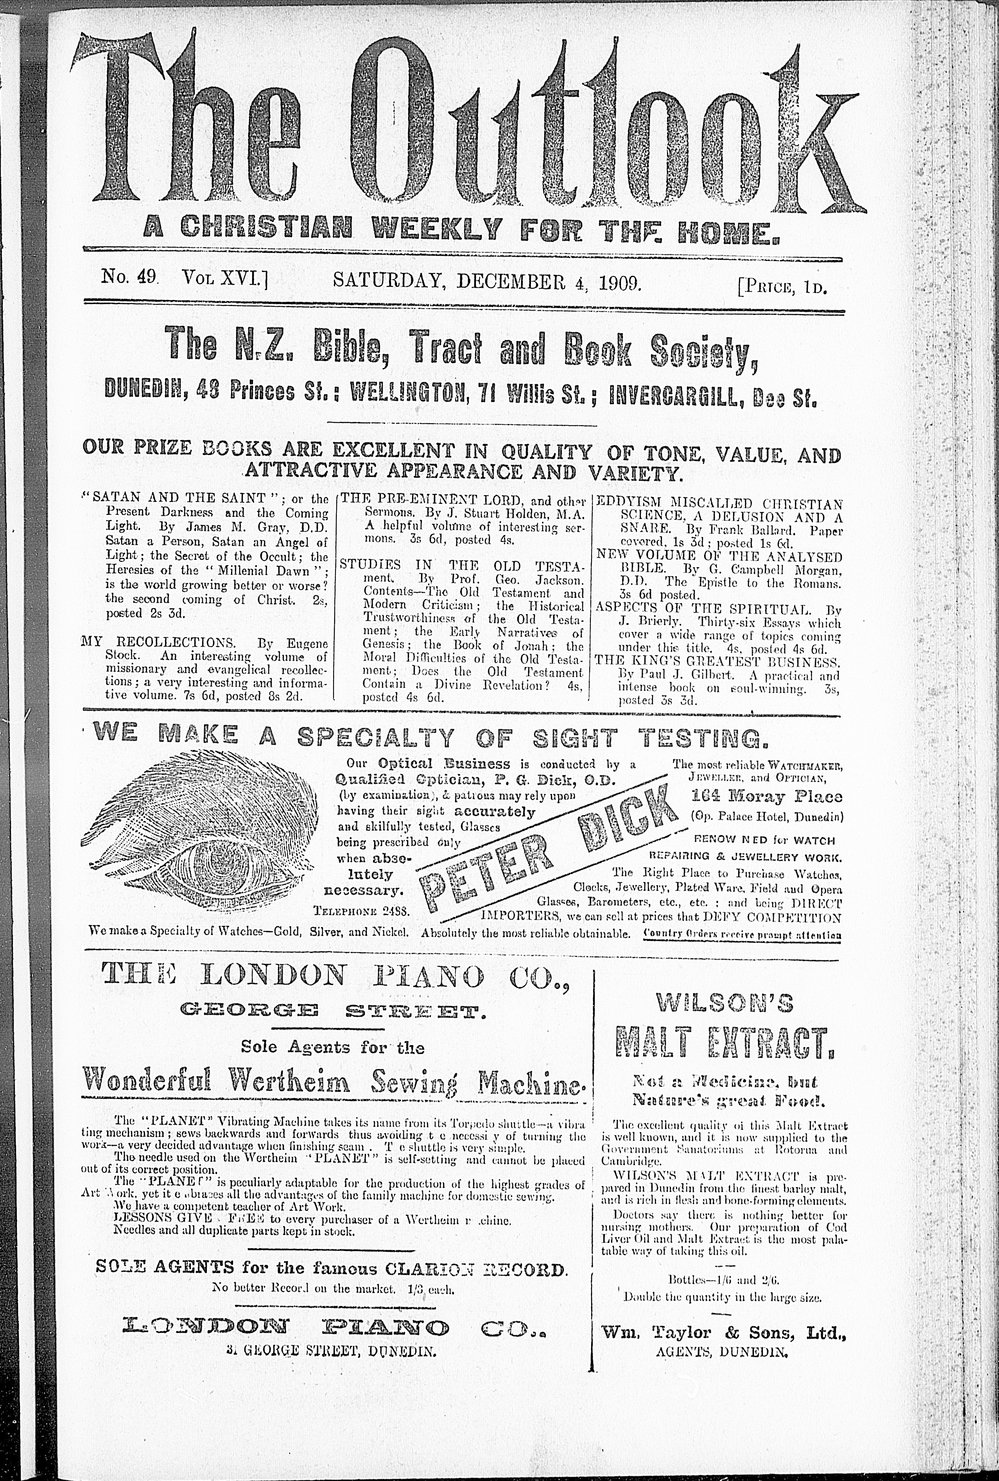 The Outlook
A CHRISTIAN WEEKLY FOR THE HOME.
No. 49. VOL XVI.]
SATURDAY, DECEMBER 4, 1909.
[PRICE, 1D.
The N.Z. Bible, Tract and Book Society,
DUNEDIN, 48 Princes St. ; WELLINGTON, 71 Willis St. ; INVERCARGILL, Dee St.
OUR PRIZE BOOKS ARE EXCELLENT IN QUALITY OF TONE, VALUE, AND
ATTRACTIVE APPEARANCE AND VARIETY.
"SATAN AND THE SAINT" ; or the
Present Darkness and the Coming
Light. By James M. Gray, D.D.
Satan a Person, Satan an Angel of
Light ; the Secret of the Occult ; the
Heresies of the "Millenial Dawn" ;
is the world growing better or worse?
the second coming of Christ. 2s,
posted 2s 3d.
MY RECOLLECTIONS. By Eugene
Stock. An interesting volume of
missionary and evangelical recollec-
tions ; a very interesting and informa-
tive volume. 7s 6d, posted 8s 2d.
THE PRE-EMINENT LORD, and other
Sermons. By J. Stuart Holden, M.A.
A helpful volume of interesting ser-
mons. 3s 6d, posted 4s.
STUDIES IN THE OLD TESTA-
ment. By Prof. Geo. Jackson.
Contents—The Old Testament and
Modern Criticism ; the Historical
Trustworthiness of the Old Testa-
ment ; the Early Narratives of
Genesis ; the Book of Jonah ; the
Moral Difficulties of the Old Testa-
ment ; Does the Old Testament
Contain a Divine Revelation? 4s,
posted 4s 6d.
EDDYISM MISCALLED CHRISTIAN
SCIENCE, A DELUSION AND A
SNARE. By Frank Ballard. Paper
covered, 1s 3d ; posted 1s 6d.
NEW VOLUME OF THE ANALYSED
BIBLE. By G. Campbell Morgan,
D.D. The Epistle to the Romans.
3s 6d posted.
ASPECTS OF THE SPIRITUAL. By
J. Brierly. Thirty-six Essays which
cover a wide range of topics coming
under this title. 4s, posted 4s 6d.
THE KING'S GREATEST BUSINESS.
By Paul J. Gilbert. A practical and
intense book on soul-winning. 3s,
posted 3s 3d.
WE MAKE A SPECIALTY OF SIGHT TESTING.
Our Optical Business is conducted by a
Qualified Optician, P. G. Dick, O.D.
(by examination), & patrons may rely upon
having their sight accurately
and skilfully tested, Glasses
being prescribed only
when abso-
lutely
necessary.
TELEPHONE 2488.
PETER DICK
The most reliable WATCHMAKER,
JEWELLER, and OPTICIAN,
164 Moray Place
(Op. Palace Hotel, Dunedin)
RENOWNED for WATCH
REPAIRING & JEWELLERY WORK.
The Right Place to Purchase Watches,
Clocks, Jewellery, Plated Ware, Field and Opera
Glasses, Barometers, etc., etc. : and being DIRECT
IMPORTERS, we can sell at prices that DEFY COMPETITION
We make a Specialty of Watches—Gold, Silver, and Nickel. Absolutely the most reliable obtainable. Country Orders receive prompt attention
THE LONDON PIANO CO.,
GEORGE STREET.
Sole Agents for the
Wonderful Wertheim Sewing Machine.
The "PLANET" Vibrating Machine takes its name from its Torpedo shuttle—a vibra
ting mechanism ; sews backwards and forwards thus avoiding t e necessi y of turning the
work—a very decided advantage when finishing seam . T e shuttle is very simple.
The needle used on the Wertheim "PLANET" is self-setting and cannot be placed
out of its correct position.
The "PLANET" is peculiarly adaptable for the production of the highest grades of
Art Work, yet it e braces all the advantages of the family machine for domestic sewing.
We have a competent teacher of Art Work.
LESSONS GIVE FREE to every purchaser of a Wertheim chine.
Needles and all duplicate parts kept in stock.
SOLE AGENTS for the famous CLARION RECORD.
No better Record on the market. 1/3 each.
LONDON PIANO CO.,
GEORGE STREET, DUNEDIN.
WILSON'S
MALT EXTRACT.
Not a Medicine, but
Nature's great Food.
The excellent quality of this Malt Extract
is well known, and it is now supplied to the
Government Sanatoriums at Rotorua and
Cambridge.
WILSON'S MALT EXTRACT is pre-
pared in Dunedin from the finest barley malt,
and is rich in flesh and bone-forming elements.
Doctors say there is nothing better for
nursing mothers. Our preparation of Cod
Liver Oil and Malt Extract is the most pala-
table way of taking this oil.
Bottles—1/6 and 2/6.
Double the quantity in the large size.
Wm. Taylor & Sons, Ltd.,
AGENTS, DUNEDIN.